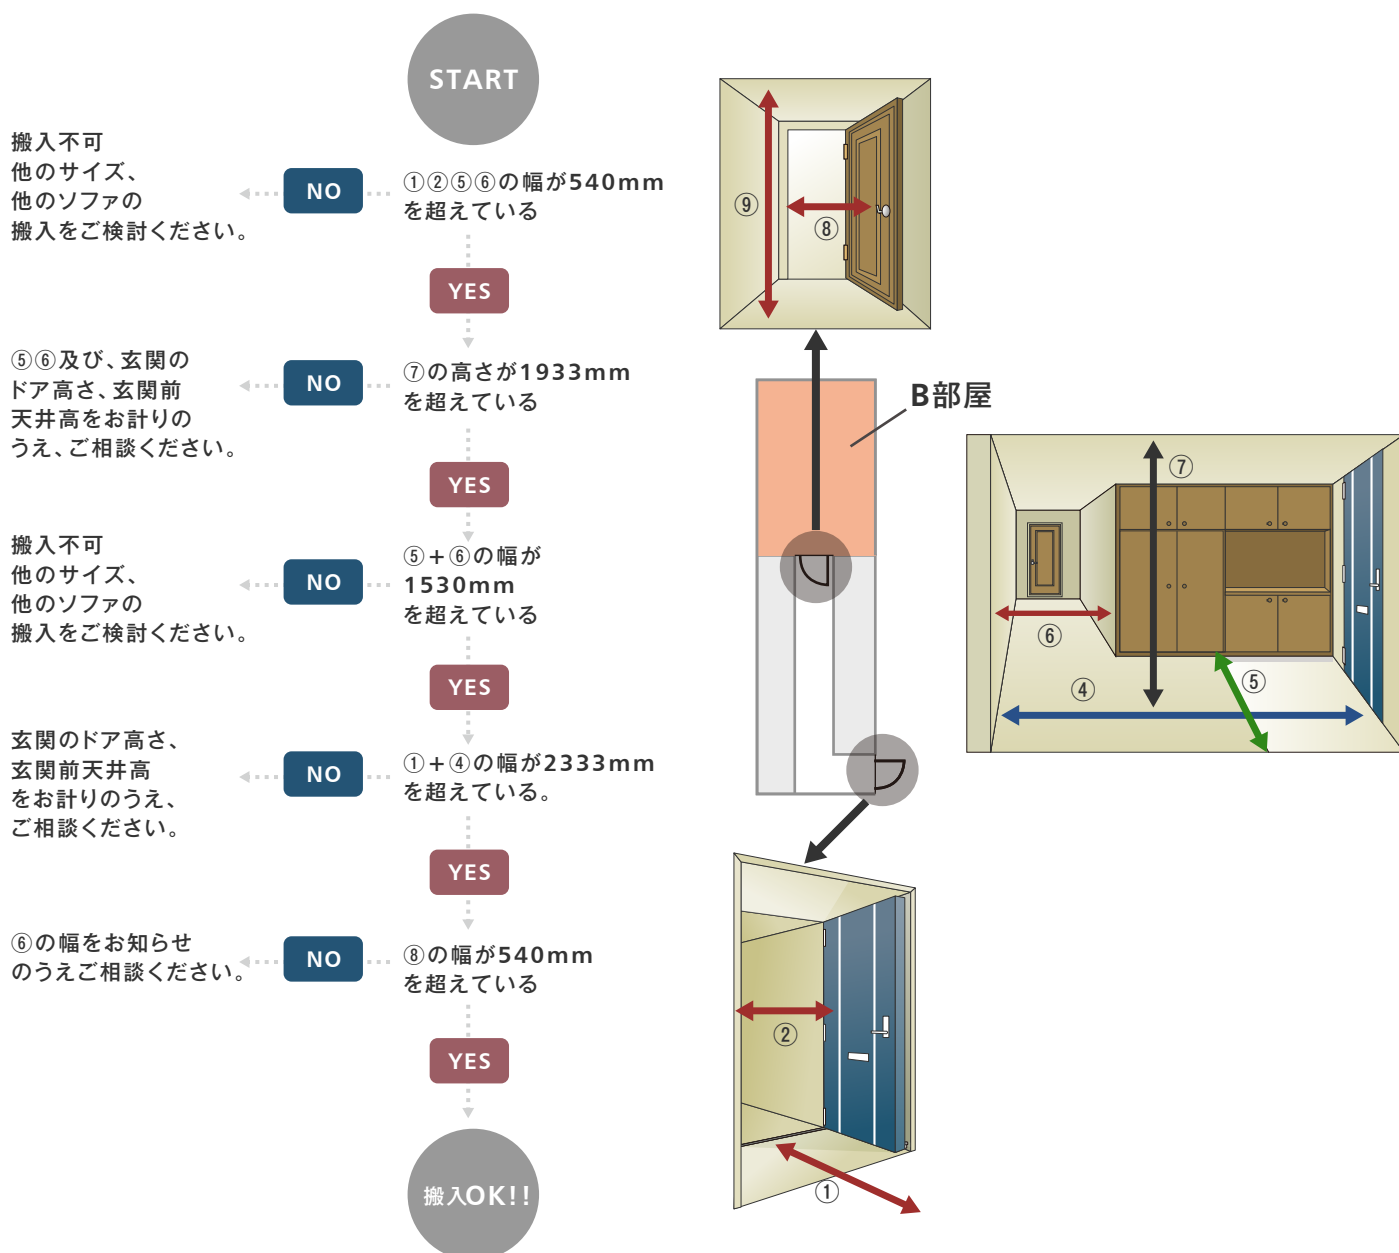 START
①②⑤⑥の幅が540mm
を超えている
NO
搬入不可
他のサイズ、
他のソファの
搬入をご検討ください。
YES
⑦の高さが1933mm
を超えている
NO
⑤⑥及び、玄関の
ドア高さ、玄関前
天井高をお計りの
うえ、ご相談ください。
YES
⑤+⑥の幅が
1530mm
を超えている
NO
搬入不可
他のサイズ、
他のソファの
搬入をご検討ください。
YES
①+④の幅が2333mm
を超えている。
NO
玄関のドア高さ、
玄関前天井高
をお計りのうえ、
ご相談ください。
YES
⑧の幅が540mm
を超えている
NO
⑥の幅をお知らせ
のうえご相談ください。
YES
搬入OK!!
⑨
⑧
B部屋
⑦
⑥
④
⑤
②
①